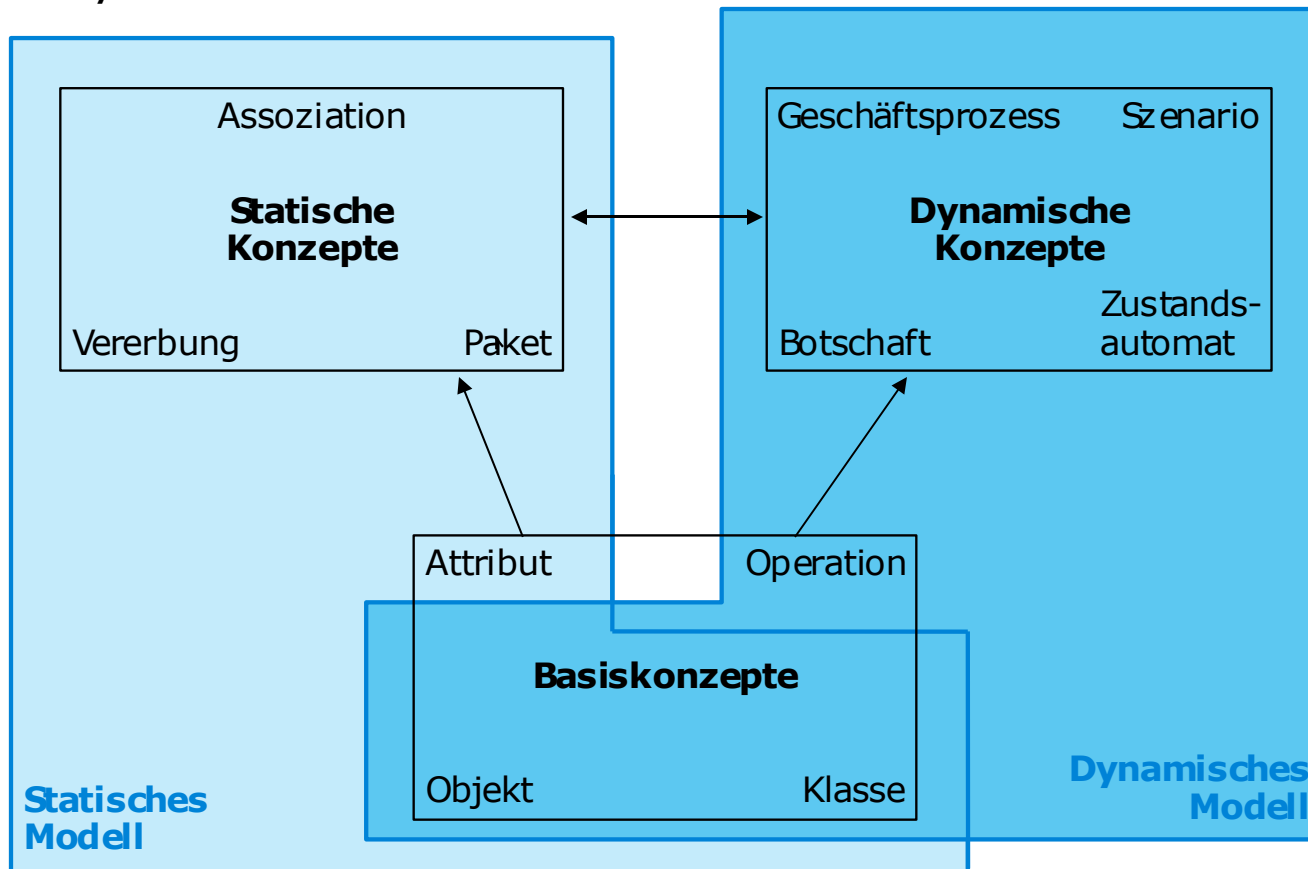 Assoziation
Statische
Konzepte
Vererbung Paket
Geschäftsprozess Szenario
Dynamische
Konzepte
Botschaft Zustands-
automat
Attribut Operation
Basiskonzepte
Objekt Klasse
Statisches
Modell
Dynamisches
Modell